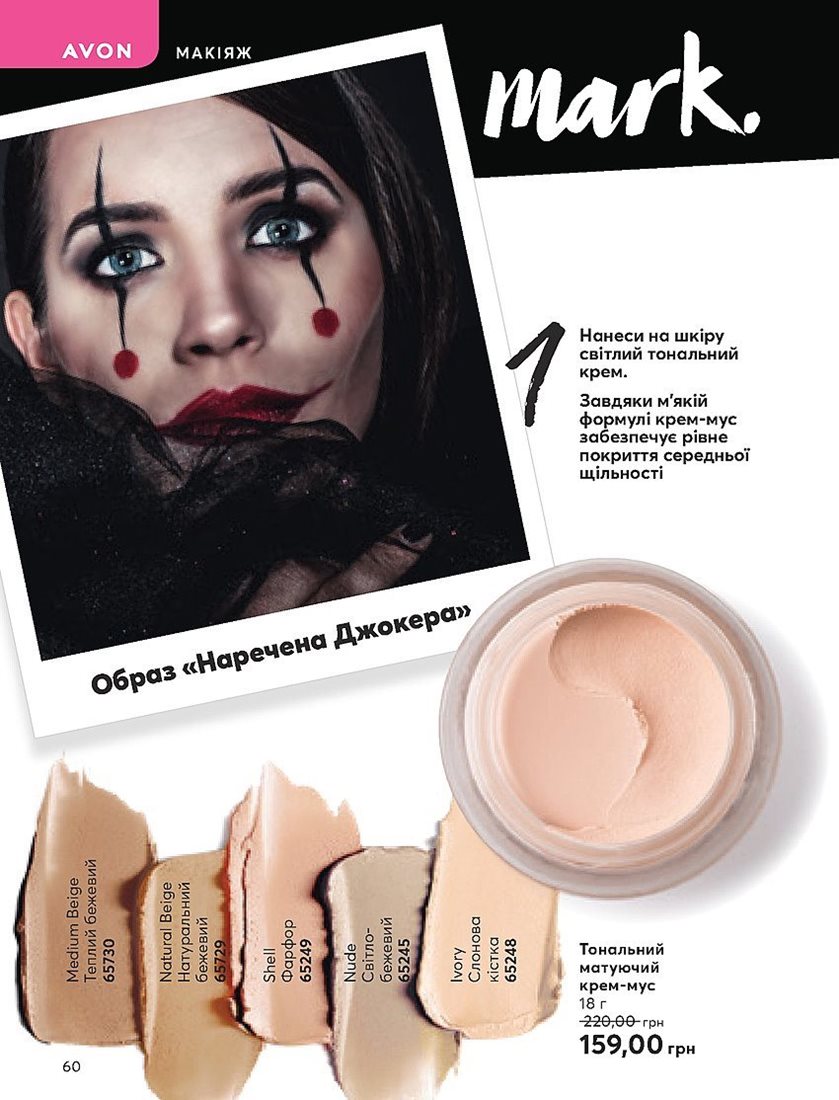 AVON
МАКІЯЖ
mark.
1
Нанеси на шкіру
світлий тональний
крем.
Завдяки м'якій
формулі крем-мус
забезпечує рівне
покриття середньої
щільності
Образ «Наречена Джокера»
Medium Beige
Теплий бежевий
65730
Natural Beige
Натуральний
бежевий
65729
Shell
Фарфор
65249
Nude
Світло-
бежевий
65245
Ivory
Слонова
кістка
65248
Тональний
матуючий
крем-мус
18 г
220,00 грн
159,00 грн
60